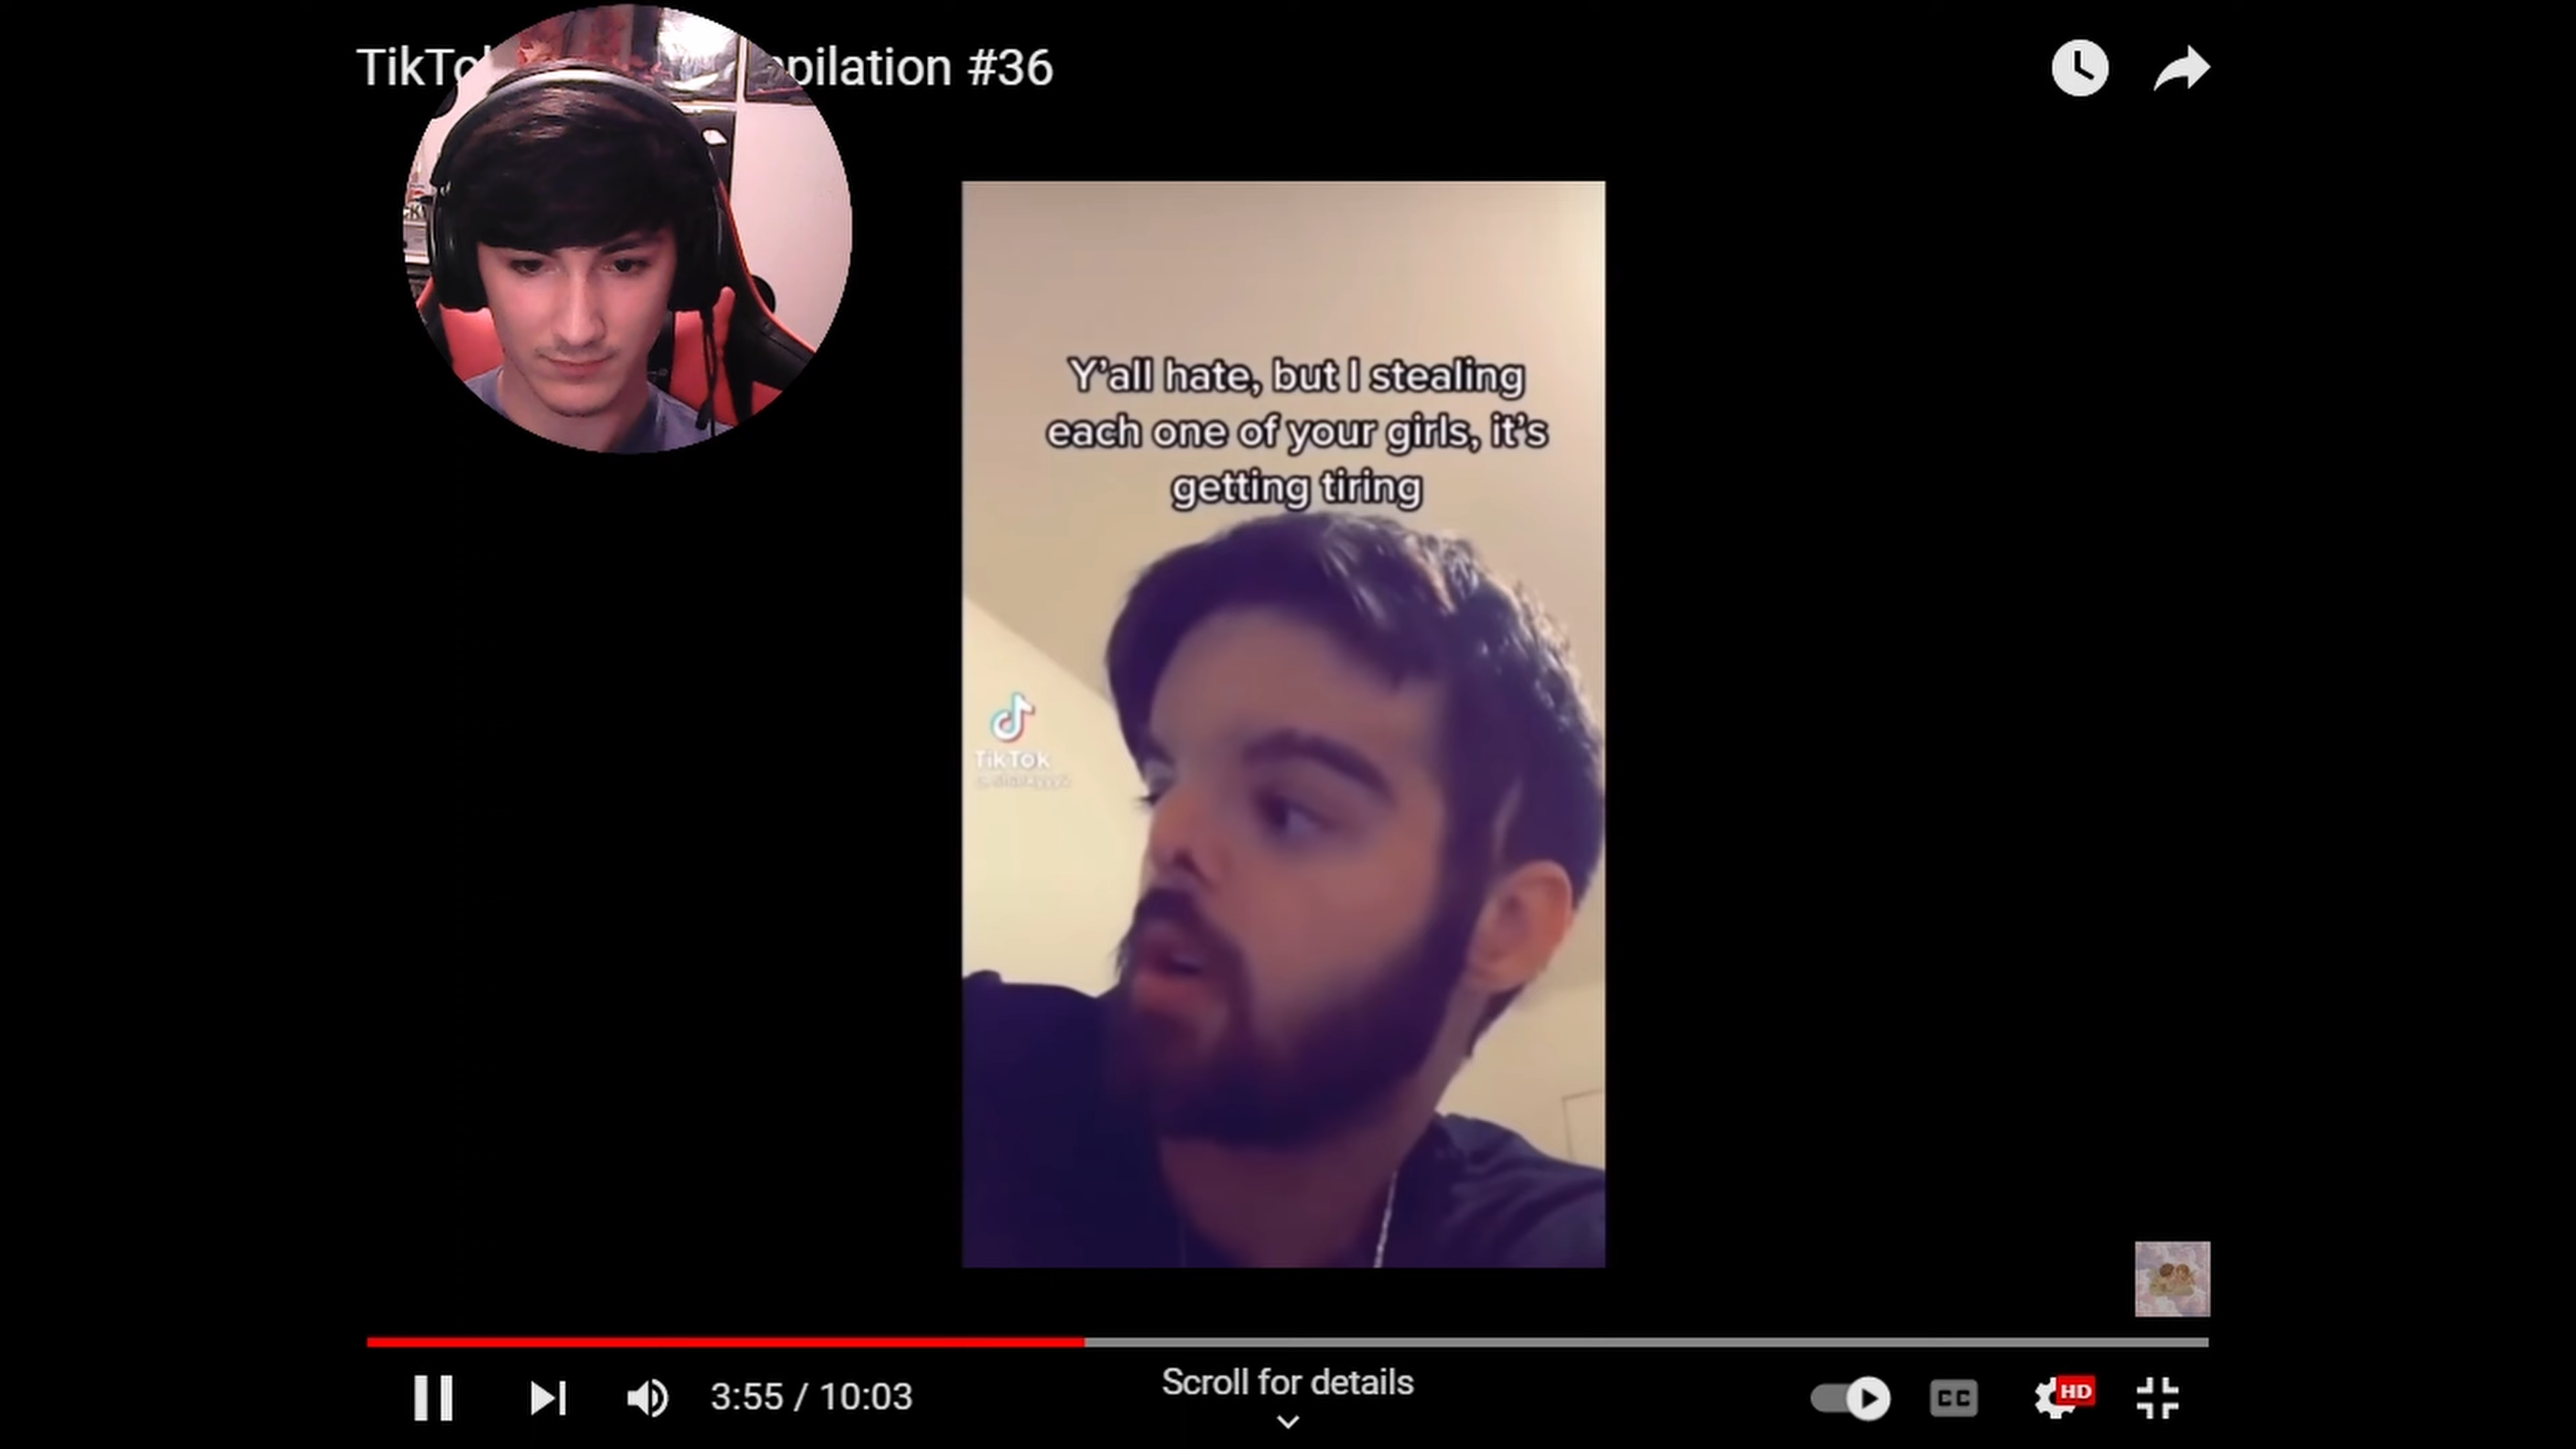 TikTo pilation #36
Y'all hate, but I stealing
each one of your girls, it's
getting tiring
TikTok
3:55 / 10:03
Scroll for details
CC
HD